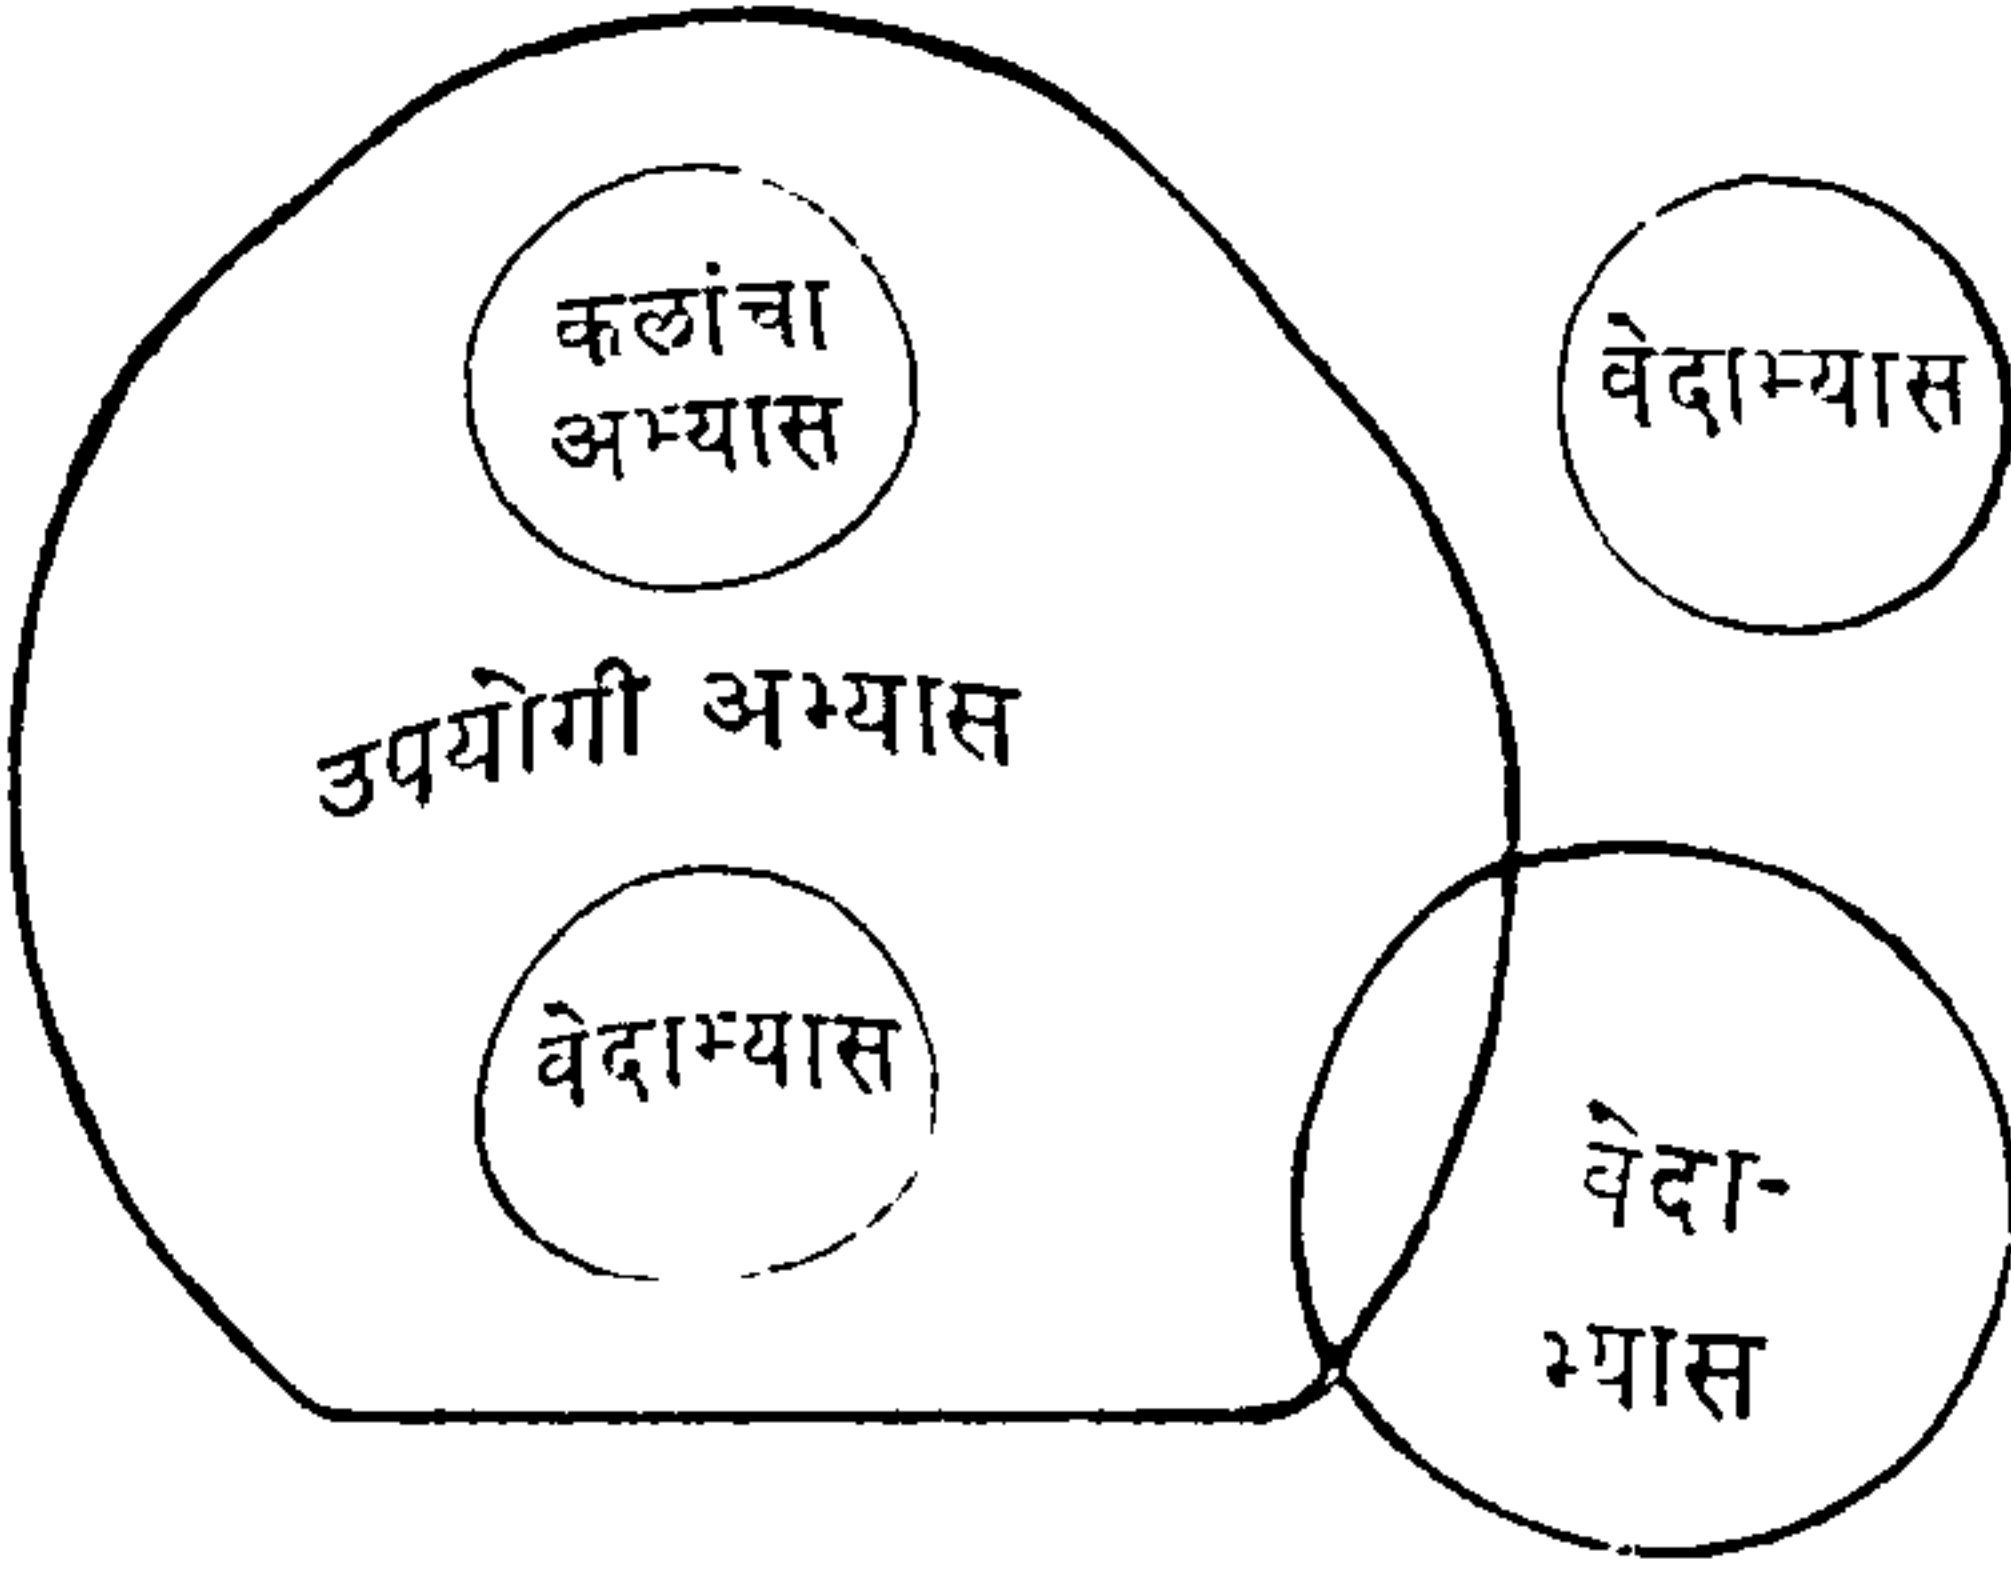 कलांचा
अभ्यास
वेदाभ्यास
उपयोगी अभ्यास
वेदाभ्यास
वेदा-
भ्यास